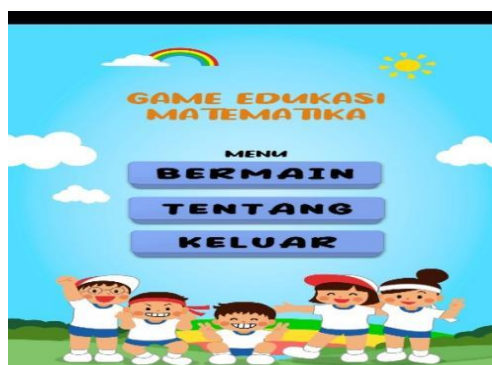 GAME EDUKASI
MATEMATIKA
MENU
BERMAIN
TENTANG
KELUAR